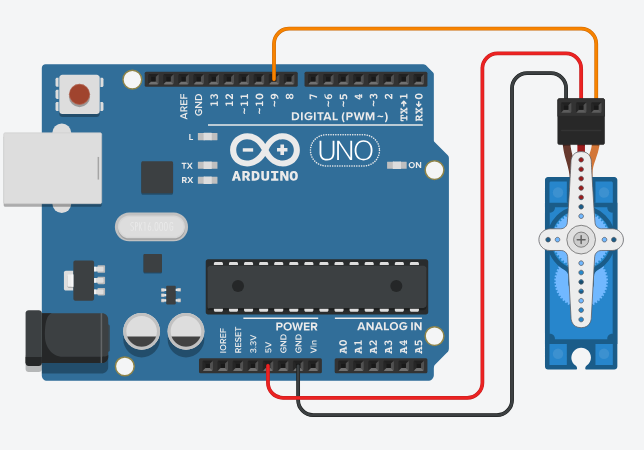 AREF
GND
13
12
~11
~10
~9
8
7
~6
~5
4
~3
2
TX→1
RX←0
DIGITAL (PWM~)
L
TX
RX
UNO
ON
ARDUINO
POWER
ANALOG IN
IOREF
RESET
3.3V
5V
GND
GND
Vin
A0
A1
A2
A3
A4
A5